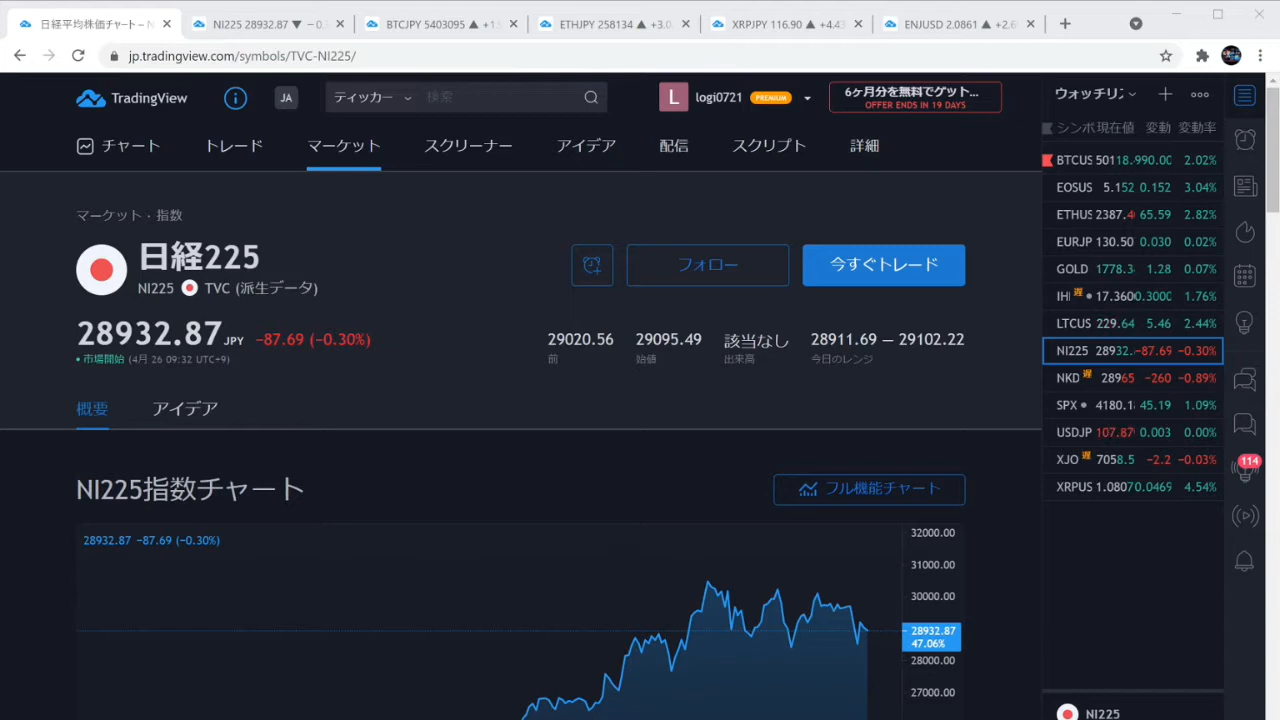 日経平均株価チャート – N
NI225 28932.87 ▼ −0.
BTCJPY 5403095 ▲ +1.
ETHJPY 258134 ▲ +3.0
XRPJPY 116.90 ▲ +4.43
ENJUSD 2.0861 ▲ +2.6
jp.tradingview.com/symbols/TVC-NI225/
TradingView
JA
ティッカー
検索
L
logi0721
PREMIUM
6ヶ月分を無料でゲット...
OFFER ENDS IN 19 DAYS
チャート
トレード
マーケット
スクリーナー
アイデア
配信
スクリプト
詳細
マーケット · 指数
日経225
NI225 TVC (派生データ)
フォロー
今すぐトレード
28932.87 JPY −87.69 (−0.30%)
• 市場開始 (4月 26 09:32 UTC+9)
29020.56
前
29095.49
始値
該当なし
出来高
28911.69 — 29102.22
今日のレンジ
概要
アイデア
NI225指数チャート
フル機能チャート
28932.87 −87.69 (−0.30%)
32000.00
31000.00
30000.00
28932.87
47.06%
28000.00
27000.00
ウォッチリス
シンボ 現在値 変動 変動率
BTCUS 50118. 990.00 2.02%
EOSUS 5.152 0.152 3.04%
ETHUS 2387.4 65.59 2.82%
EURJP 130.50 0.030 0.02%
GOLD 1778.3 1.28 0.07%
IHI 遅 17.360 0.3000 1.76%
LTCUS 229.64 5.46 2.44%
NI225 28932. −87.69 −0.30%
NKD 遅 28965 −260 −0.89%
SPX 4180.1 45.19 1.09%
USDJP 107.87 0.003 0.00%
XJO 遅 7058.5 −2.2 −0.03%
XRPUS 1.0807 0.0469 4.54%
114
NI225